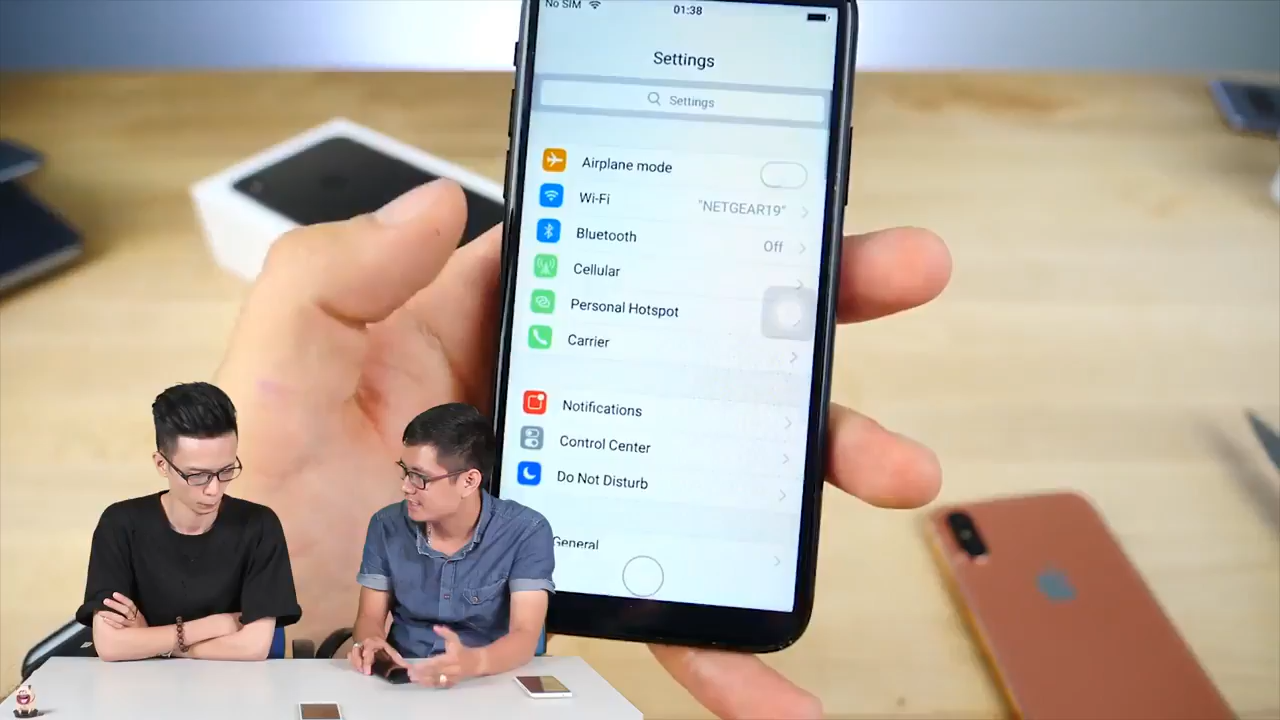 No SIM 01:38
Settings
Settings
Airplane mode
Wi-Fi "NETGEAR19"
Bluetooth Off
Cellular
Personal Hotspot
Carrier
Notifications
Control Center
Do Not Disturb
General